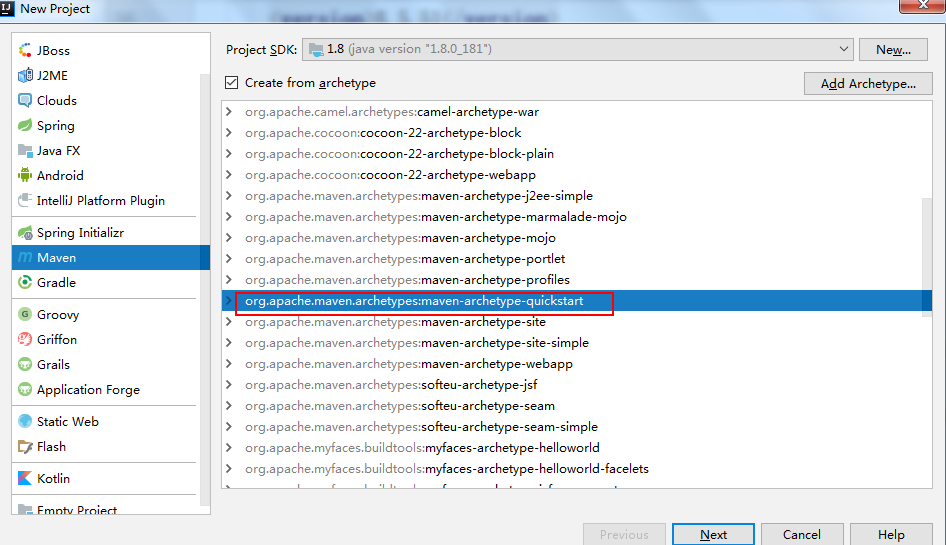 New Project
JBoss
J2ME
Clouds
Spring
Java FX
Android
IntelliJ Platform Plugin
Spring Initializr
Maven
Gradle
Groovy
Griffon
Grails
Application Forge
Static Web
Flash
Kotlin
Empty Project
Project SDK: 1.8 (java version "1.8.0_181") New...
Create from archetype Add Archetype...
org.apache.camel.archetypes:camel-archetype-war
org.apache.cocoon:cocoon-22-archetype-block
org.apache.cocoon:cocoon-22-archetype-block-plain
org.apache.cocoon:cocoon-22-archetype-webapp
org.apache.maven.archetypes:maven-archetype-j2ee-simple
org.apache.maven.archetypes:maven-archetype-marmalade-mojo
org.apache.maven.archetypes:maven-archetype-mojo
org.apache.maven.archetypes:maven-archetype-portlet
org.apache.maven.archetypes:maven-archetype-profiles
org.apache.maven.archetypes:maven-archetype-quickstart
org.apache.maven.archetypes:maven-archetype-site
org.apache.maven.archetypes:maven-archetype-site-simple
org.apache.maven.archetypes:maven-archetype-webapp
org.apache.maven.archetypes:softeu-archetype-jsf
org.apache.maven.archetypes:softeu-archetype-seam
org.apache.maven.archetypes:softeu-archetype-seam-simple
org.apache.myfaces.buildtools:myfaces-archetype-helloworld
org.apache.myfaces.buildtools:myfaces-archetype-helloworld-facelets
Previous Next Cancel Help